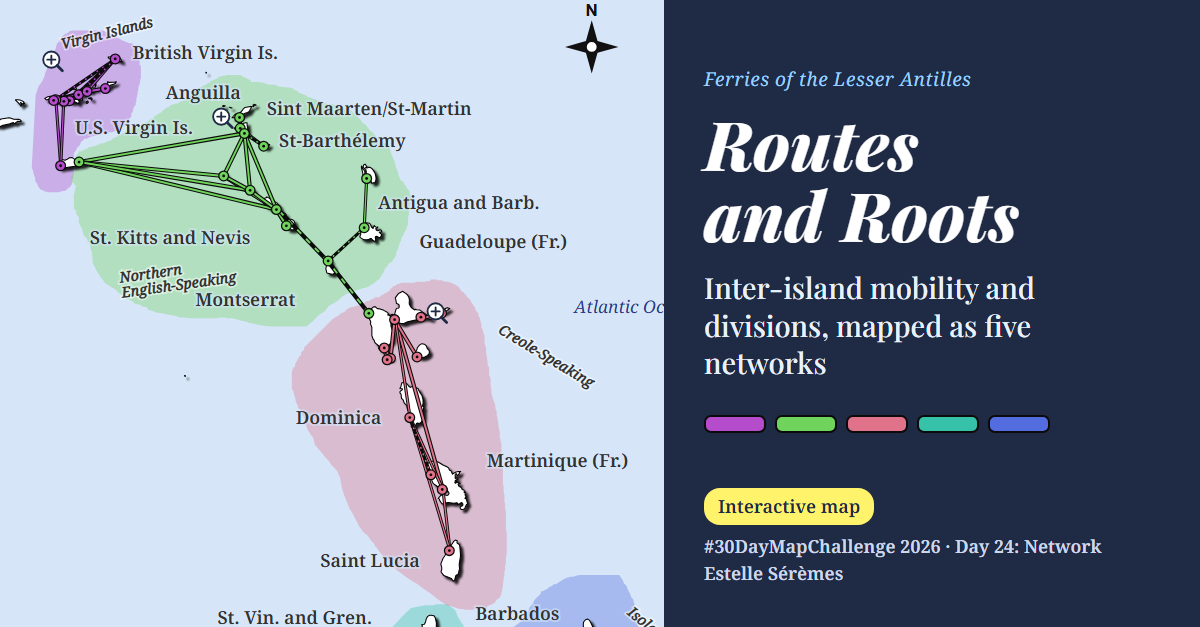 N
Virgin Islands
British Virgin Is.
Anguilla
Sint Maarten/St-Martin
U.S. Virgin Is.
St-Barthélemy
Antigua and Barb.
St. Kitts and Nevis
Guadeloupe (Fr.)
Northern
English-Speaking
Montserrat
Atlantic Oc
Creole-Speaking
Dominica
Martinique (Fr.)
Saint Lucia
St. Vin. and Gren.
Barbados
Isol
Ferries of the Lesser Antilles
Routes
and Roots
Inter-island mobility and
divisions, mapped as five
networks
Interactive map
#30DayMapChallenge 2026 · Day 24: Network
Estelle Sérèmes